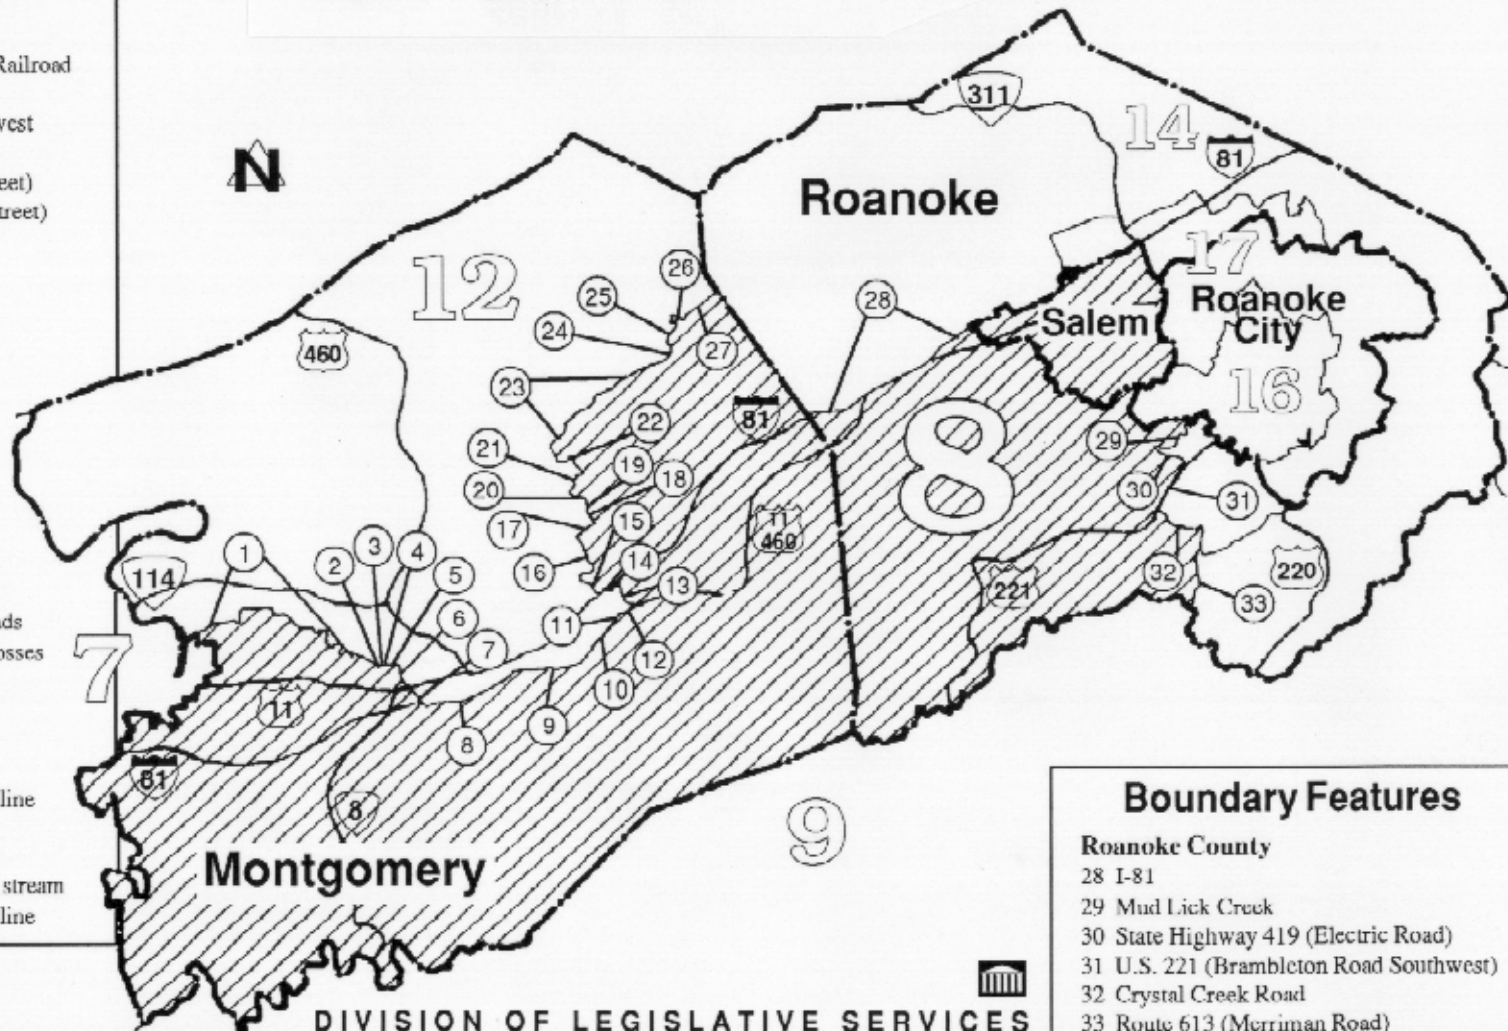 Railroad
vest
eet)
treet)
N
311
14
81
Roanoke
12
26
25
28
17
Roanoke
City
24
Salem
460
27
23
16
81
22
8
29
21
19
18
20
30
31
17
15
11
460
16
14
114
1
2
3
4
5
13
32
220
221
33
6
11
7
12
10
7
11
8
9
81
8
9
Montgomery
ds
osses
line
stream
line
Boundary Features
Roanoke County
28 I-81
29 Mud Lick Creek
30 State Highway 419 (Electric Road)
31 U.S. 221 (Brambleton Road Southwest)
32 Crystal Creek Road
33 Route 613 (Merriman Road)
DIVISION OF LEGISLATIVE SERVICES